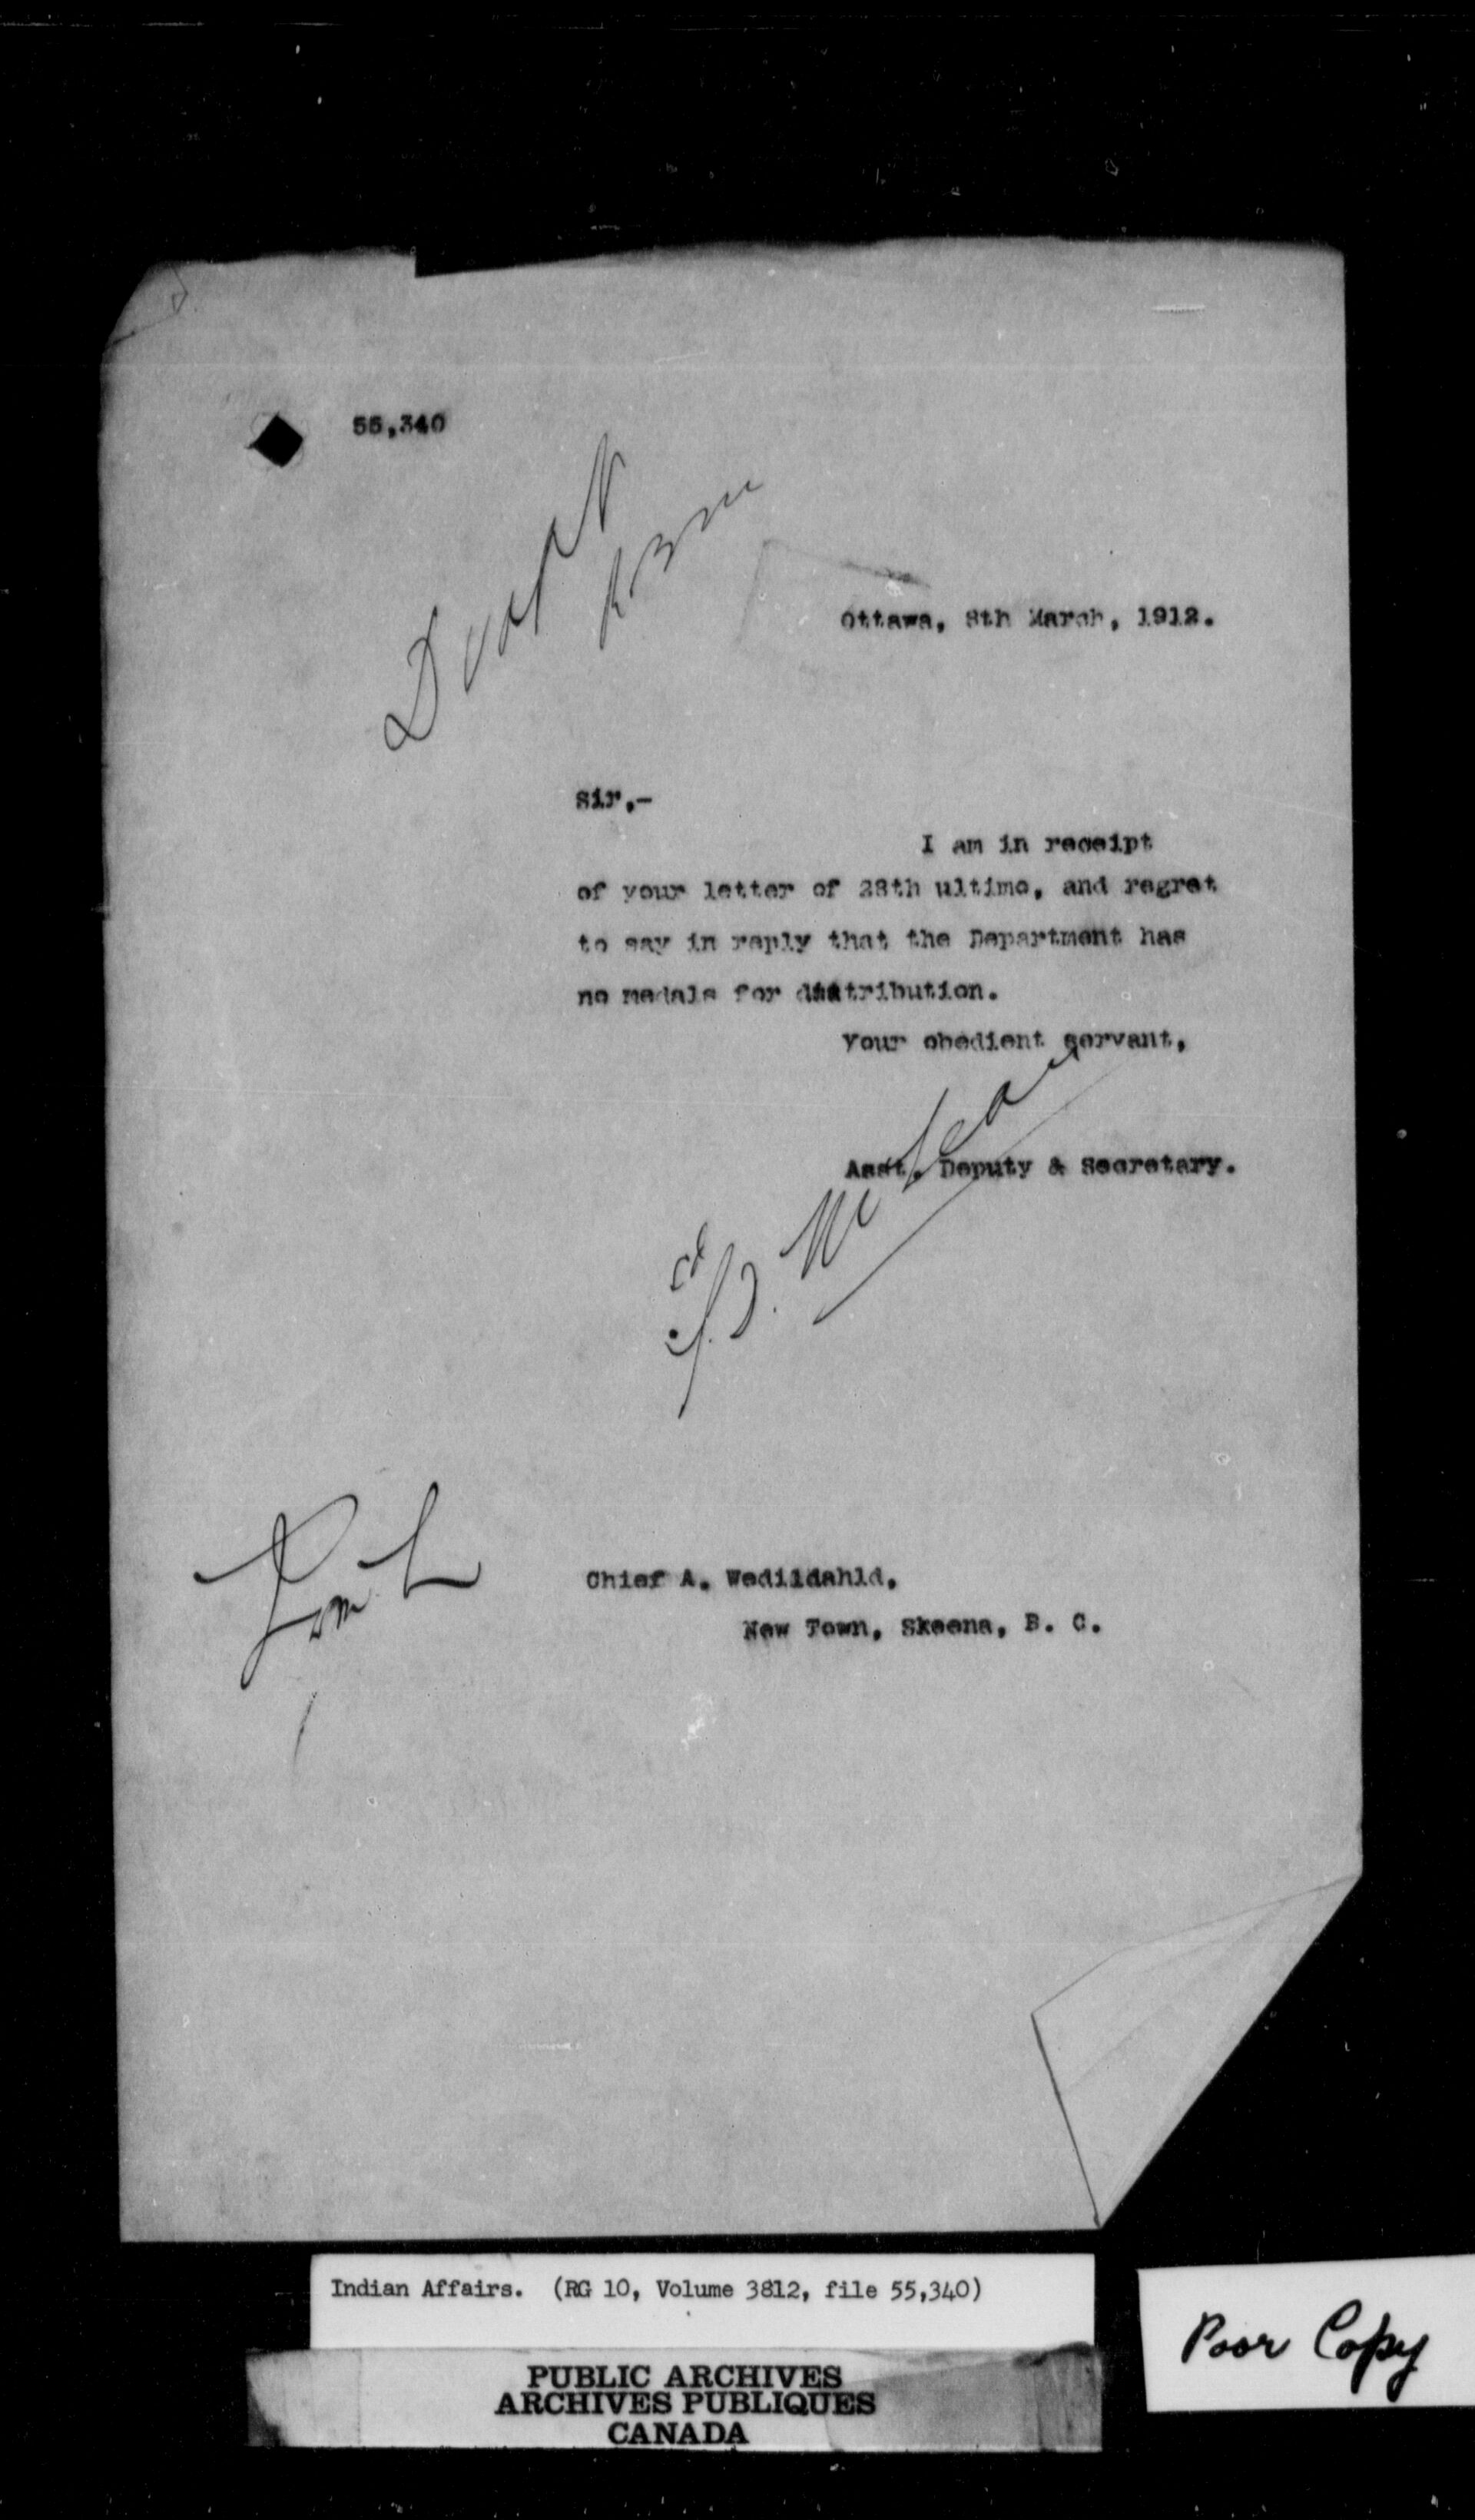 55,340
Ottawa, 8th March, 1912.
Sir,-
I am in receipt
of your letter of 28th ultimo, and regret
to say in reply that the Department has
no medals for distribution.
Your obedient servant,
J. D. McLean
Asst. Deputy & Secretary.
Chief A. Wedildahld,
New Town, Skeena, B. C.
Indian Affairs. (RG 10, Volume 3812, file 55,340)
Poor Copy
PUBLIC ARCHIVES
ARCHIVES PUBLIQUES
CANADA